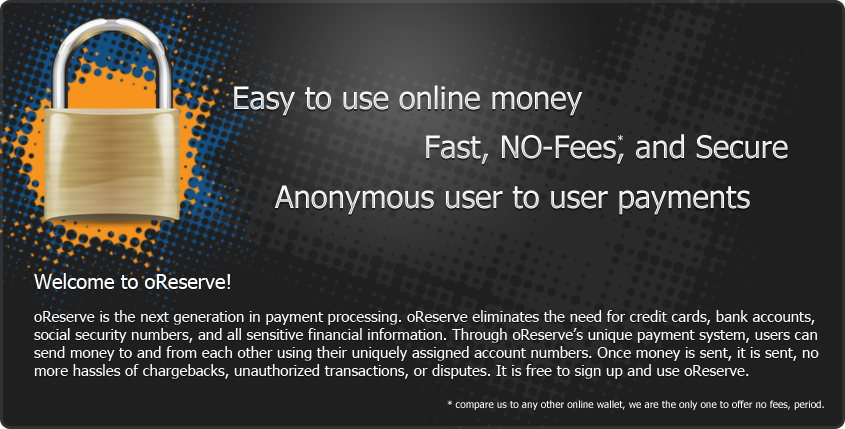 Easy to use online money
Fast, NO-Fees*, and Secure
Anonymous user to user payments
Welcome to oReserve!
oReserve is the next generation in payment processing. oReserve eliminates the need for credit cards, bank accounts,
social security numbers, and all sensitive financial information. Through oReserve's unique payment system, users can
send money to and from each other using their uniquely assigned account numbers. Once money is sent, it is sent, no
more hassles of chargebacks, unauthorized transactions, or disputes. It is free to sign up and use oReserve.
* compare us to any other online wallet, we are the only one to offer no fees, period.